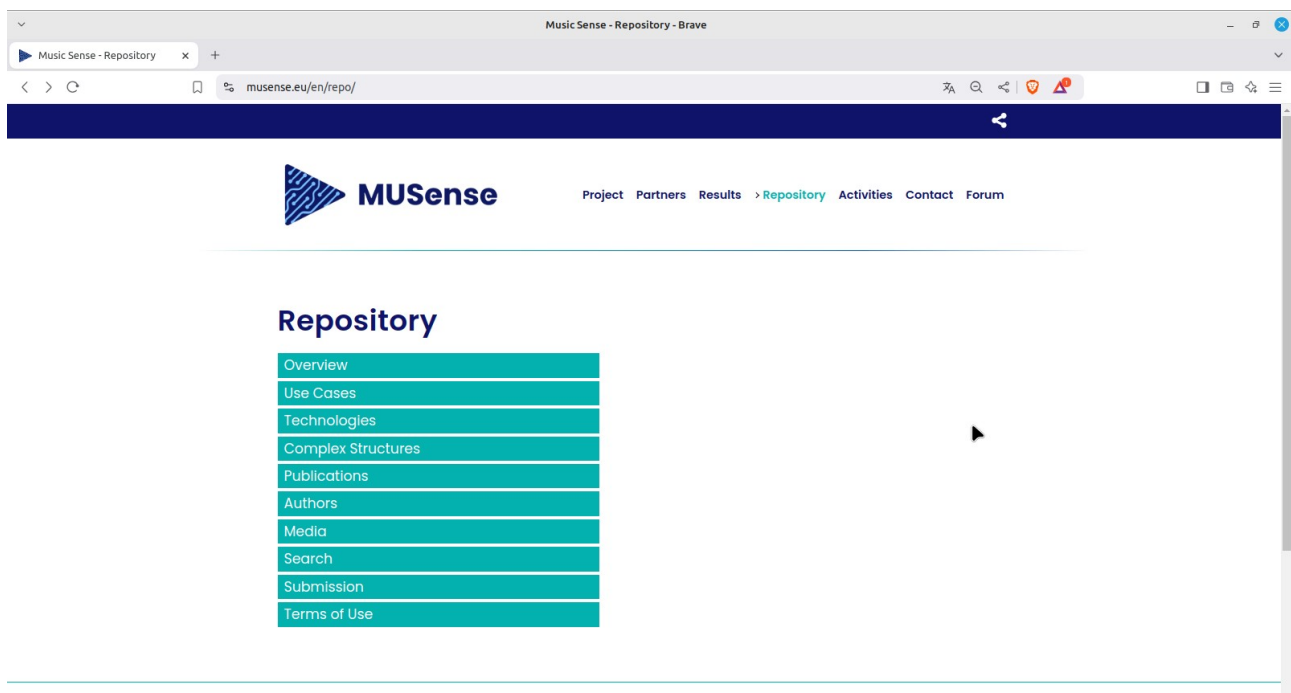 Music Sense - Repository - Brave
Music Sense - Repository
musense.eu/en/repo/
MUSense
Project Partners Results >Repository Activities Contact Forum
Repository
Overview
Use Cases
Technologies
Complex Structures
Publications
Authors
Media
Search
Submission
Terms of Use